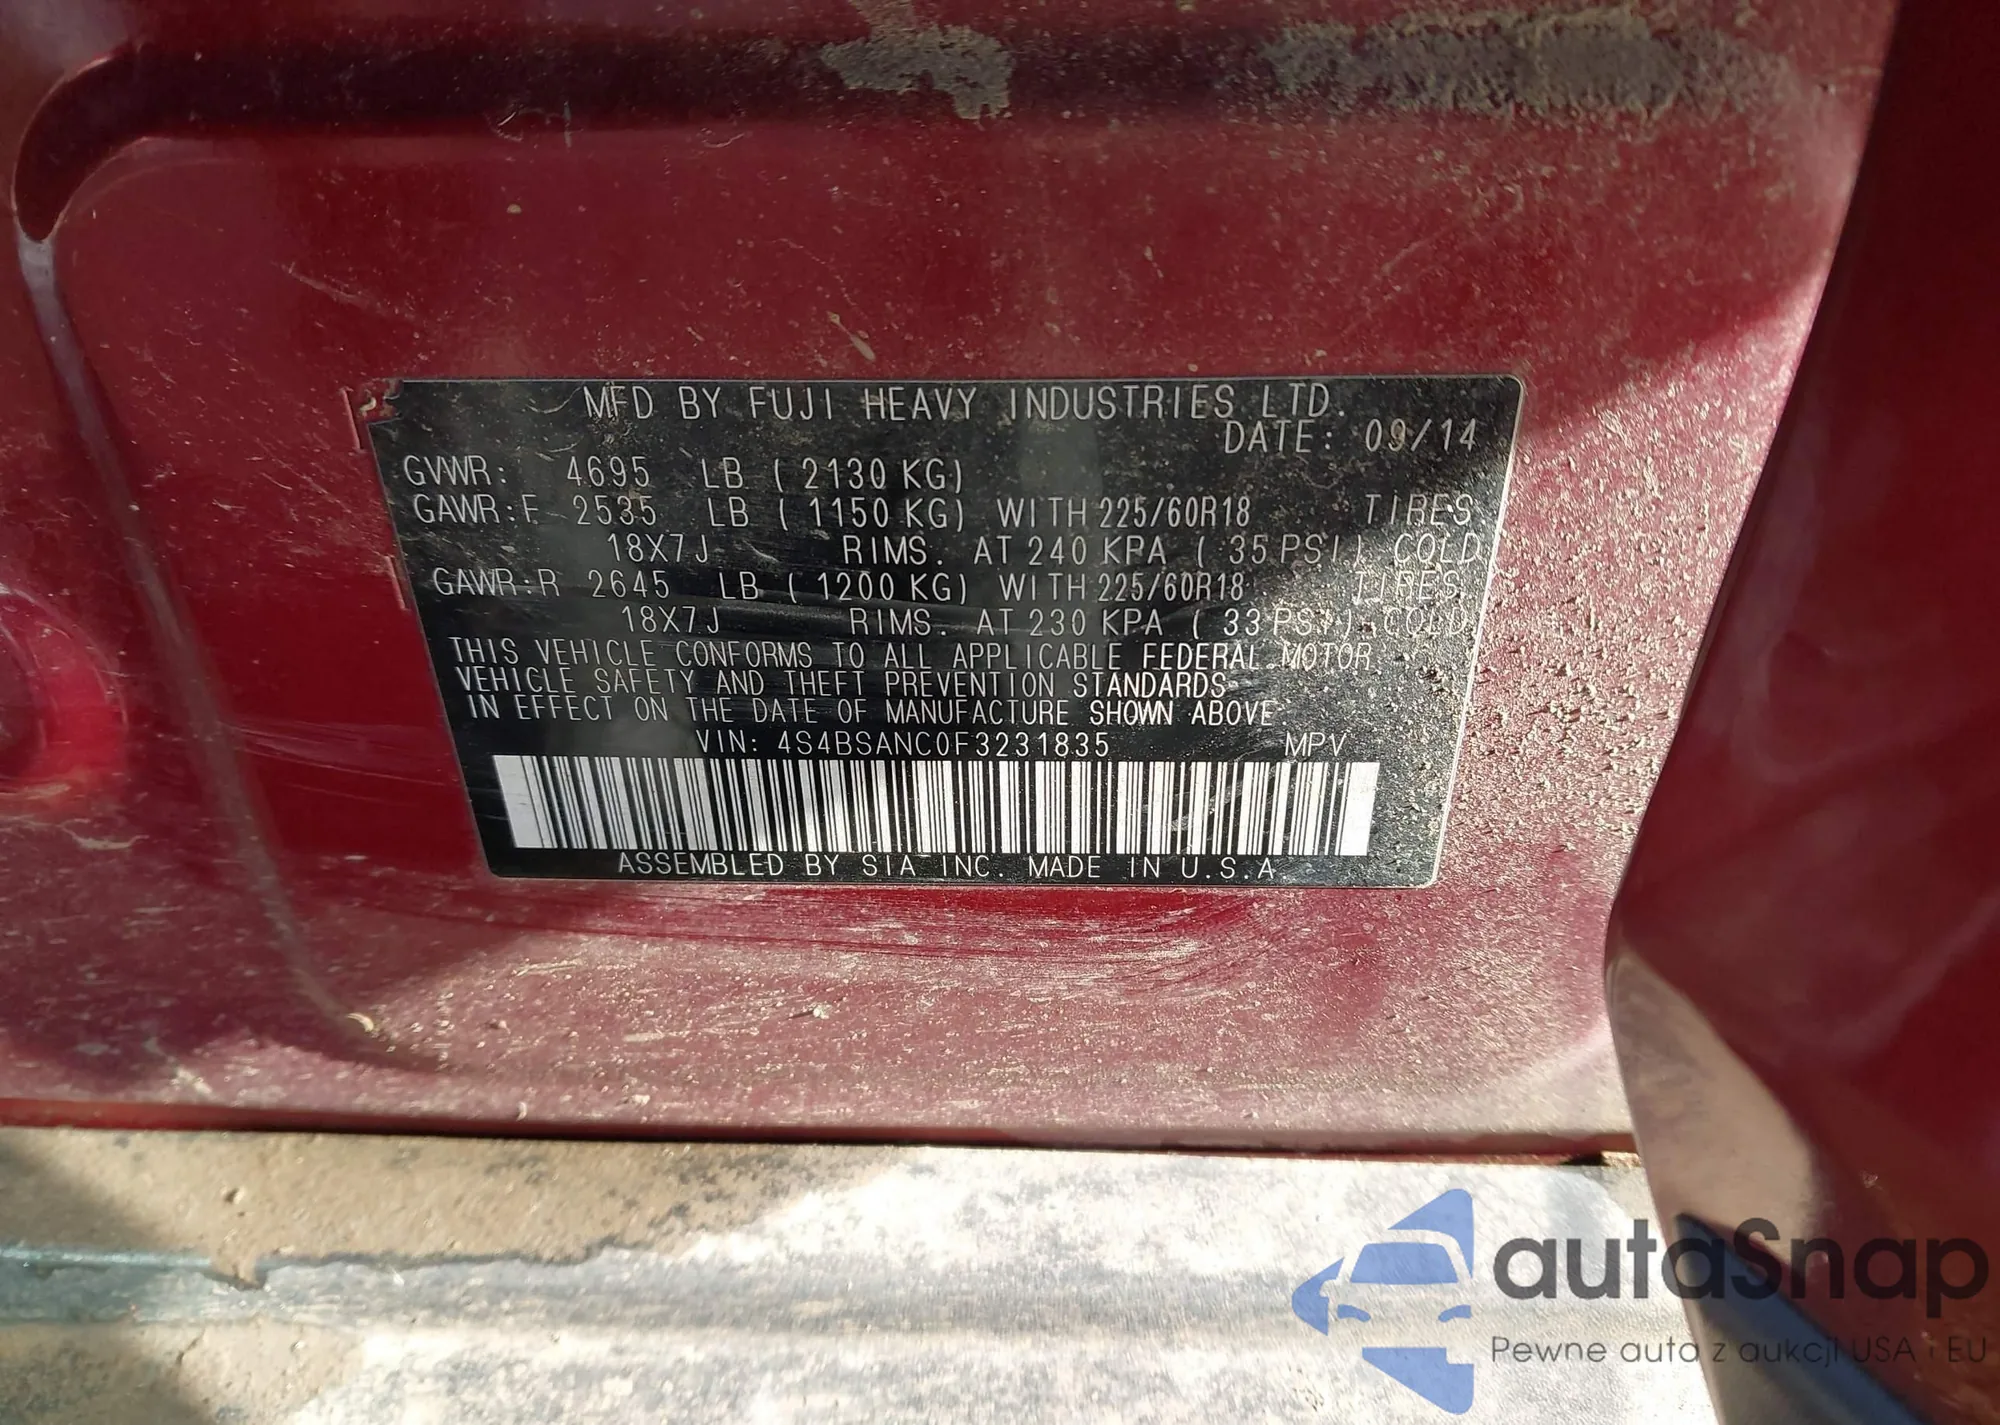 MFD BY FUJI HEAVY INDUSTRIES LTD.
DATE: 09/14
GVWR: 4695 LB ( 2130 KG)
GAWR:F 2535 LB ( 1150 KG) WITH 225/60R18 TIRES
18X7J RIMS. AT 240 KPA ( 35 PSI) COLD
GAWR:R 2645 LB ( 1200 KG) WITH 225/60R18 TIRES
18X7J RIMS. AT 230 KPA ( 33 PSI) COLD
THIS VEHICLE CONFORMS TO ALL APPLICABLE FEDERAL MOTOR
VEHICLE SAFETY AND THEFT PREVENTION STANDARDS
IN EFFECT ON THE DATE OF MANUFACTURE SHOWN ABOVE.
VIN: 4S4BSANC0F3231835 MPV
ASSEMBLED BY SIA INC. MADE IN U.S.A
autaSnap
Pewne auta z aukcji USA i EU